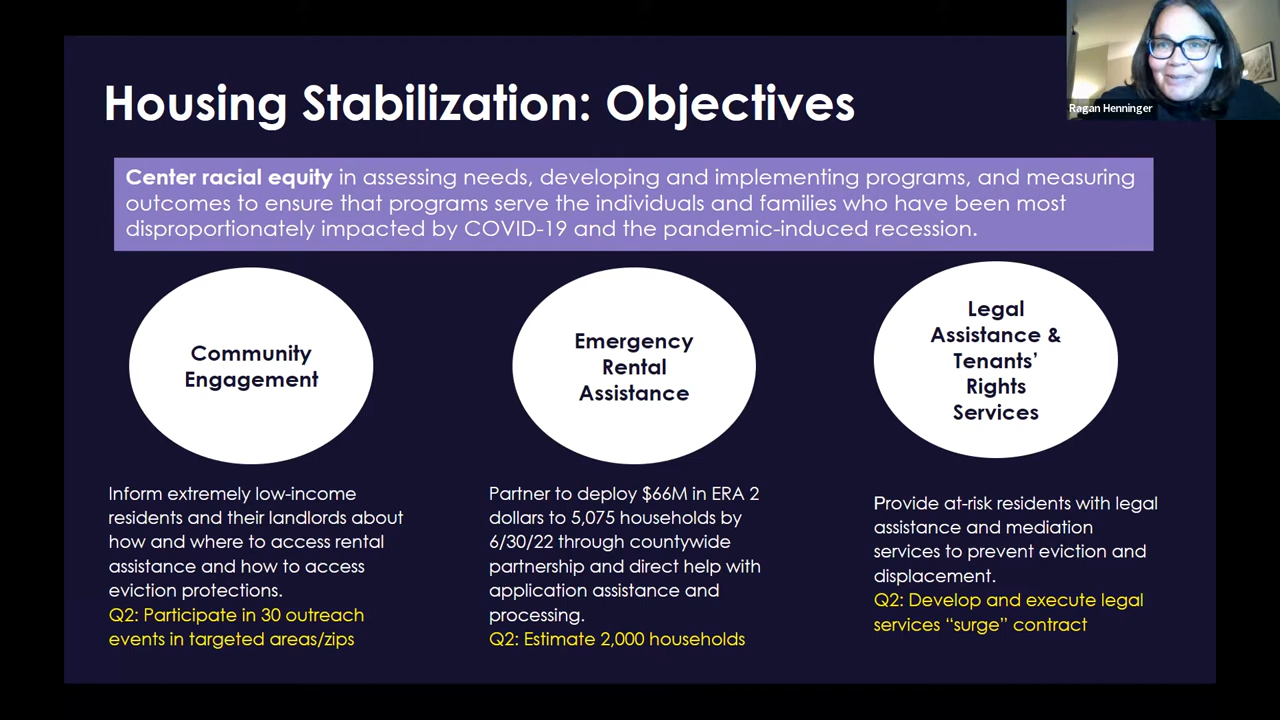 Ragan Henninger
Housing Stabilization: Objectives
Center racial equity in assessing needs, developing and implementing programs, and measuring
outcomes to ensure that programs serve the individuals and families who have been most
disproportionately impacted by COVID-19 and the pandemic-induced recession.
Community
Engagement
Inform extremely low-income
residents and their landlords about
how and where to access rental
assistance and how to access
eviction protections.
Q2: Participate in 30 outreach
events in targeted areas/zips
Emergency
Rental
Assistance
Partner to deploy $66M in ERA 2
dollars to 5,075 households by
6/30/22 through countywide
partnership and direct help with
application assistance and
processing.
Q2: Estimate 2,000 households
Legal
Assistance &
Tenants’
Rights
Services
Provide at-risk residents with legal
assistance and mediation
services to prevent eviction and
displacement.
Q2: Develop and execute legal
services “surge” contract